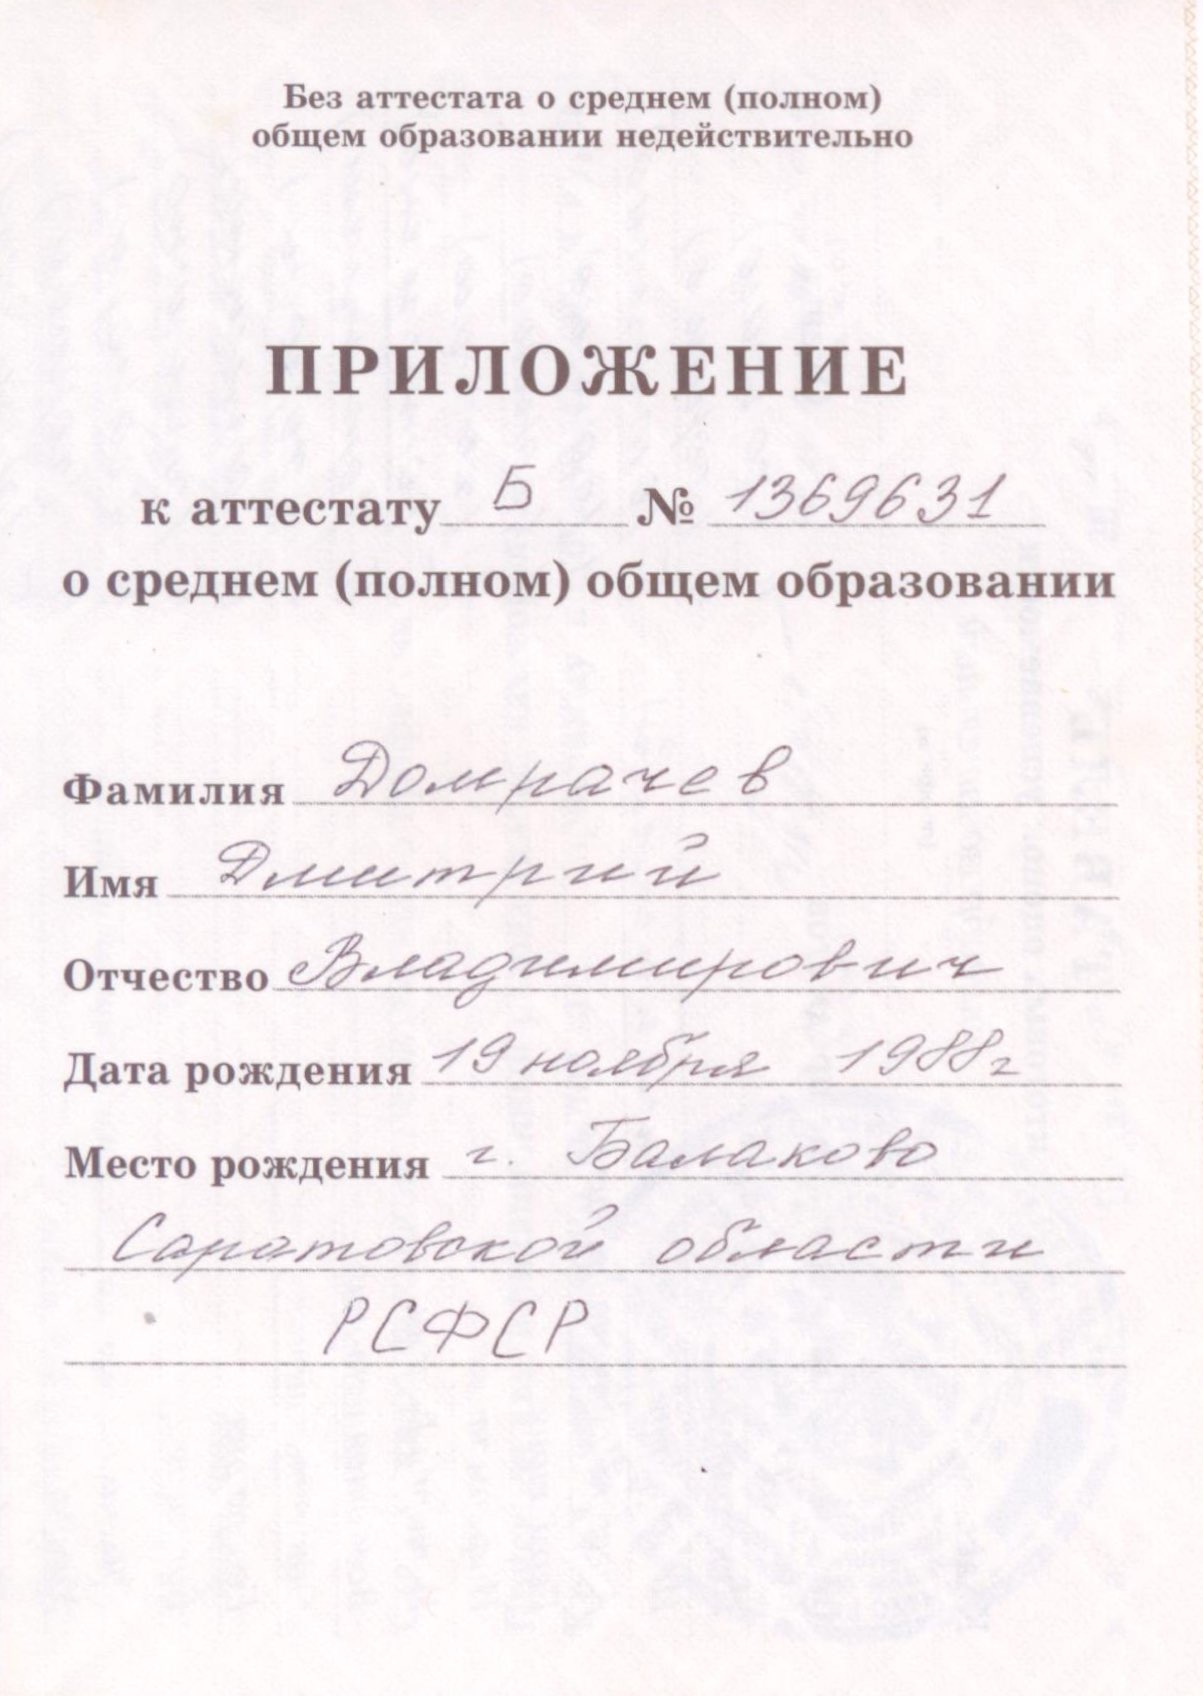 Без аттестата о среднем (полном)
общем образовании недействительно
ПРИЛОЖЕНИЕ
к аттестату Б № 1369631
о среднем (полном) общем образовании
Фамилия Домрачев
Имя Дмитрий
Отчество Владимирович
Дата рождения 19 ноября 1988 г
Место рождения г. Балаково
Саратовской области
РСФСР